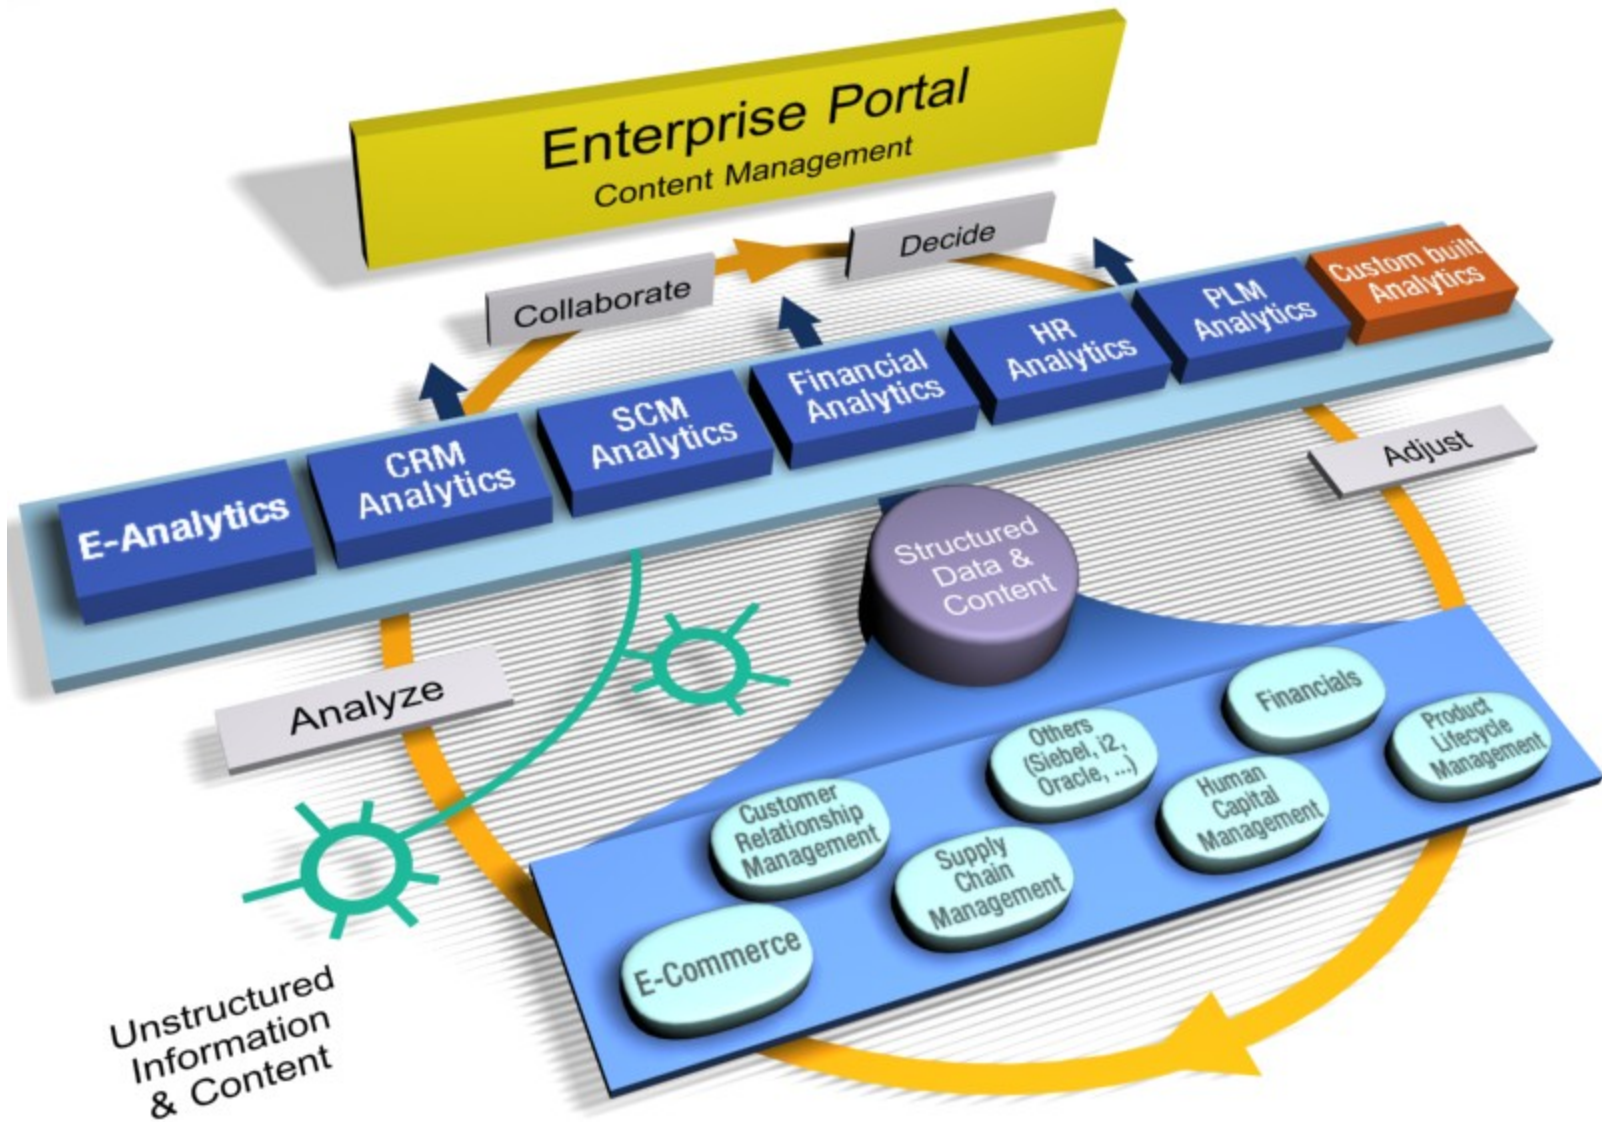 Enterprise Portal
Content Management
Collaborate
Decide
E-Analytics
CRM
Analytics
SCM
Analytics
Financial
Analytics
HR
Analytics
PLM
Analytics
Custom built
Analytics
Adjust
Structured
Data &
Content
Analyze
Financials
Product
Lifecycle
Management
Others
(Siebel, i2,
Oracle, ...)
Human
Capital
Management
Customer
Relationship
Management
Supply
Chain
Management
E-Commerce
Unstructured
Information
& Content